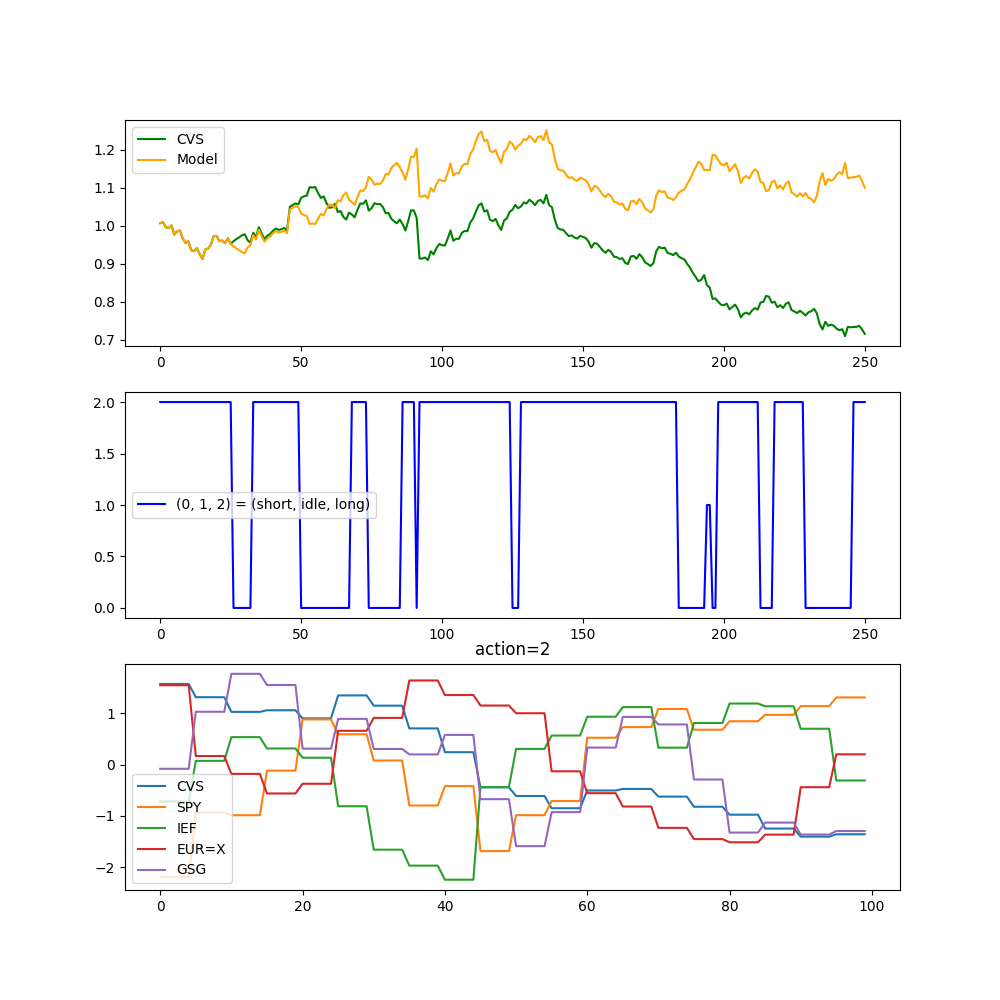 CVS
Model
1.2
1.1
1.0
0.9
0.8
0.7
0 50 100 150 200 250
2.0
1.5
1.0
0.5
0.0
(0, 1, 2) = (short, idle, long)
0 50 100 150 200 250
action=2
1
0
−1
−2
CVS
SPY
IEF
EUR=X
GSG
0 20 40 60 80 100